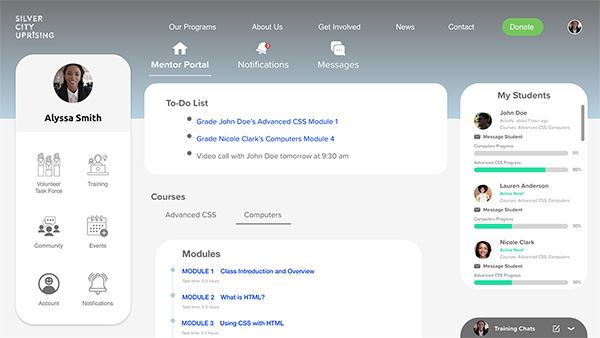 SILVER
CITY
UPRISING
Our Programs
About Us
Get Involved
News
Contact
Donate
Mentor Portal
Notifications
Messages
Alyssa Smith
Volunteer
Task Force
Training
Community
Events
Account
Notifications
To-Do List
Grade John Doe's Advanced CSS Module 1
Grade Nicole Clark's Computers Module 4
Video call with John Doe tomorrow at 9:30 am
Courses
Advanced CSS
Computers
Modules
MODULE 1 Class Introduction and Overview
Task time: 2-3 hours
MODULE 2 What is HTML?
Task time: 2-3 hours
MODULE 3 Using CSS with HTML
Task time: 2-3 hours
My Students
John Doe
Activity: about 1 hour ago
Courses: Advanced CSS, Computers
Message Student
Computers Progress
0%
Advanced CSS Progress
80%
Lauren Anderson
Active Now!
Courses: Advanced CSS, Computers
Message Student
Computers Progress
30%
Nicole Clark
Active Now!
Courses: Advanced CSS, Computers
Message Student
Computers Progress
30%
Training Chats